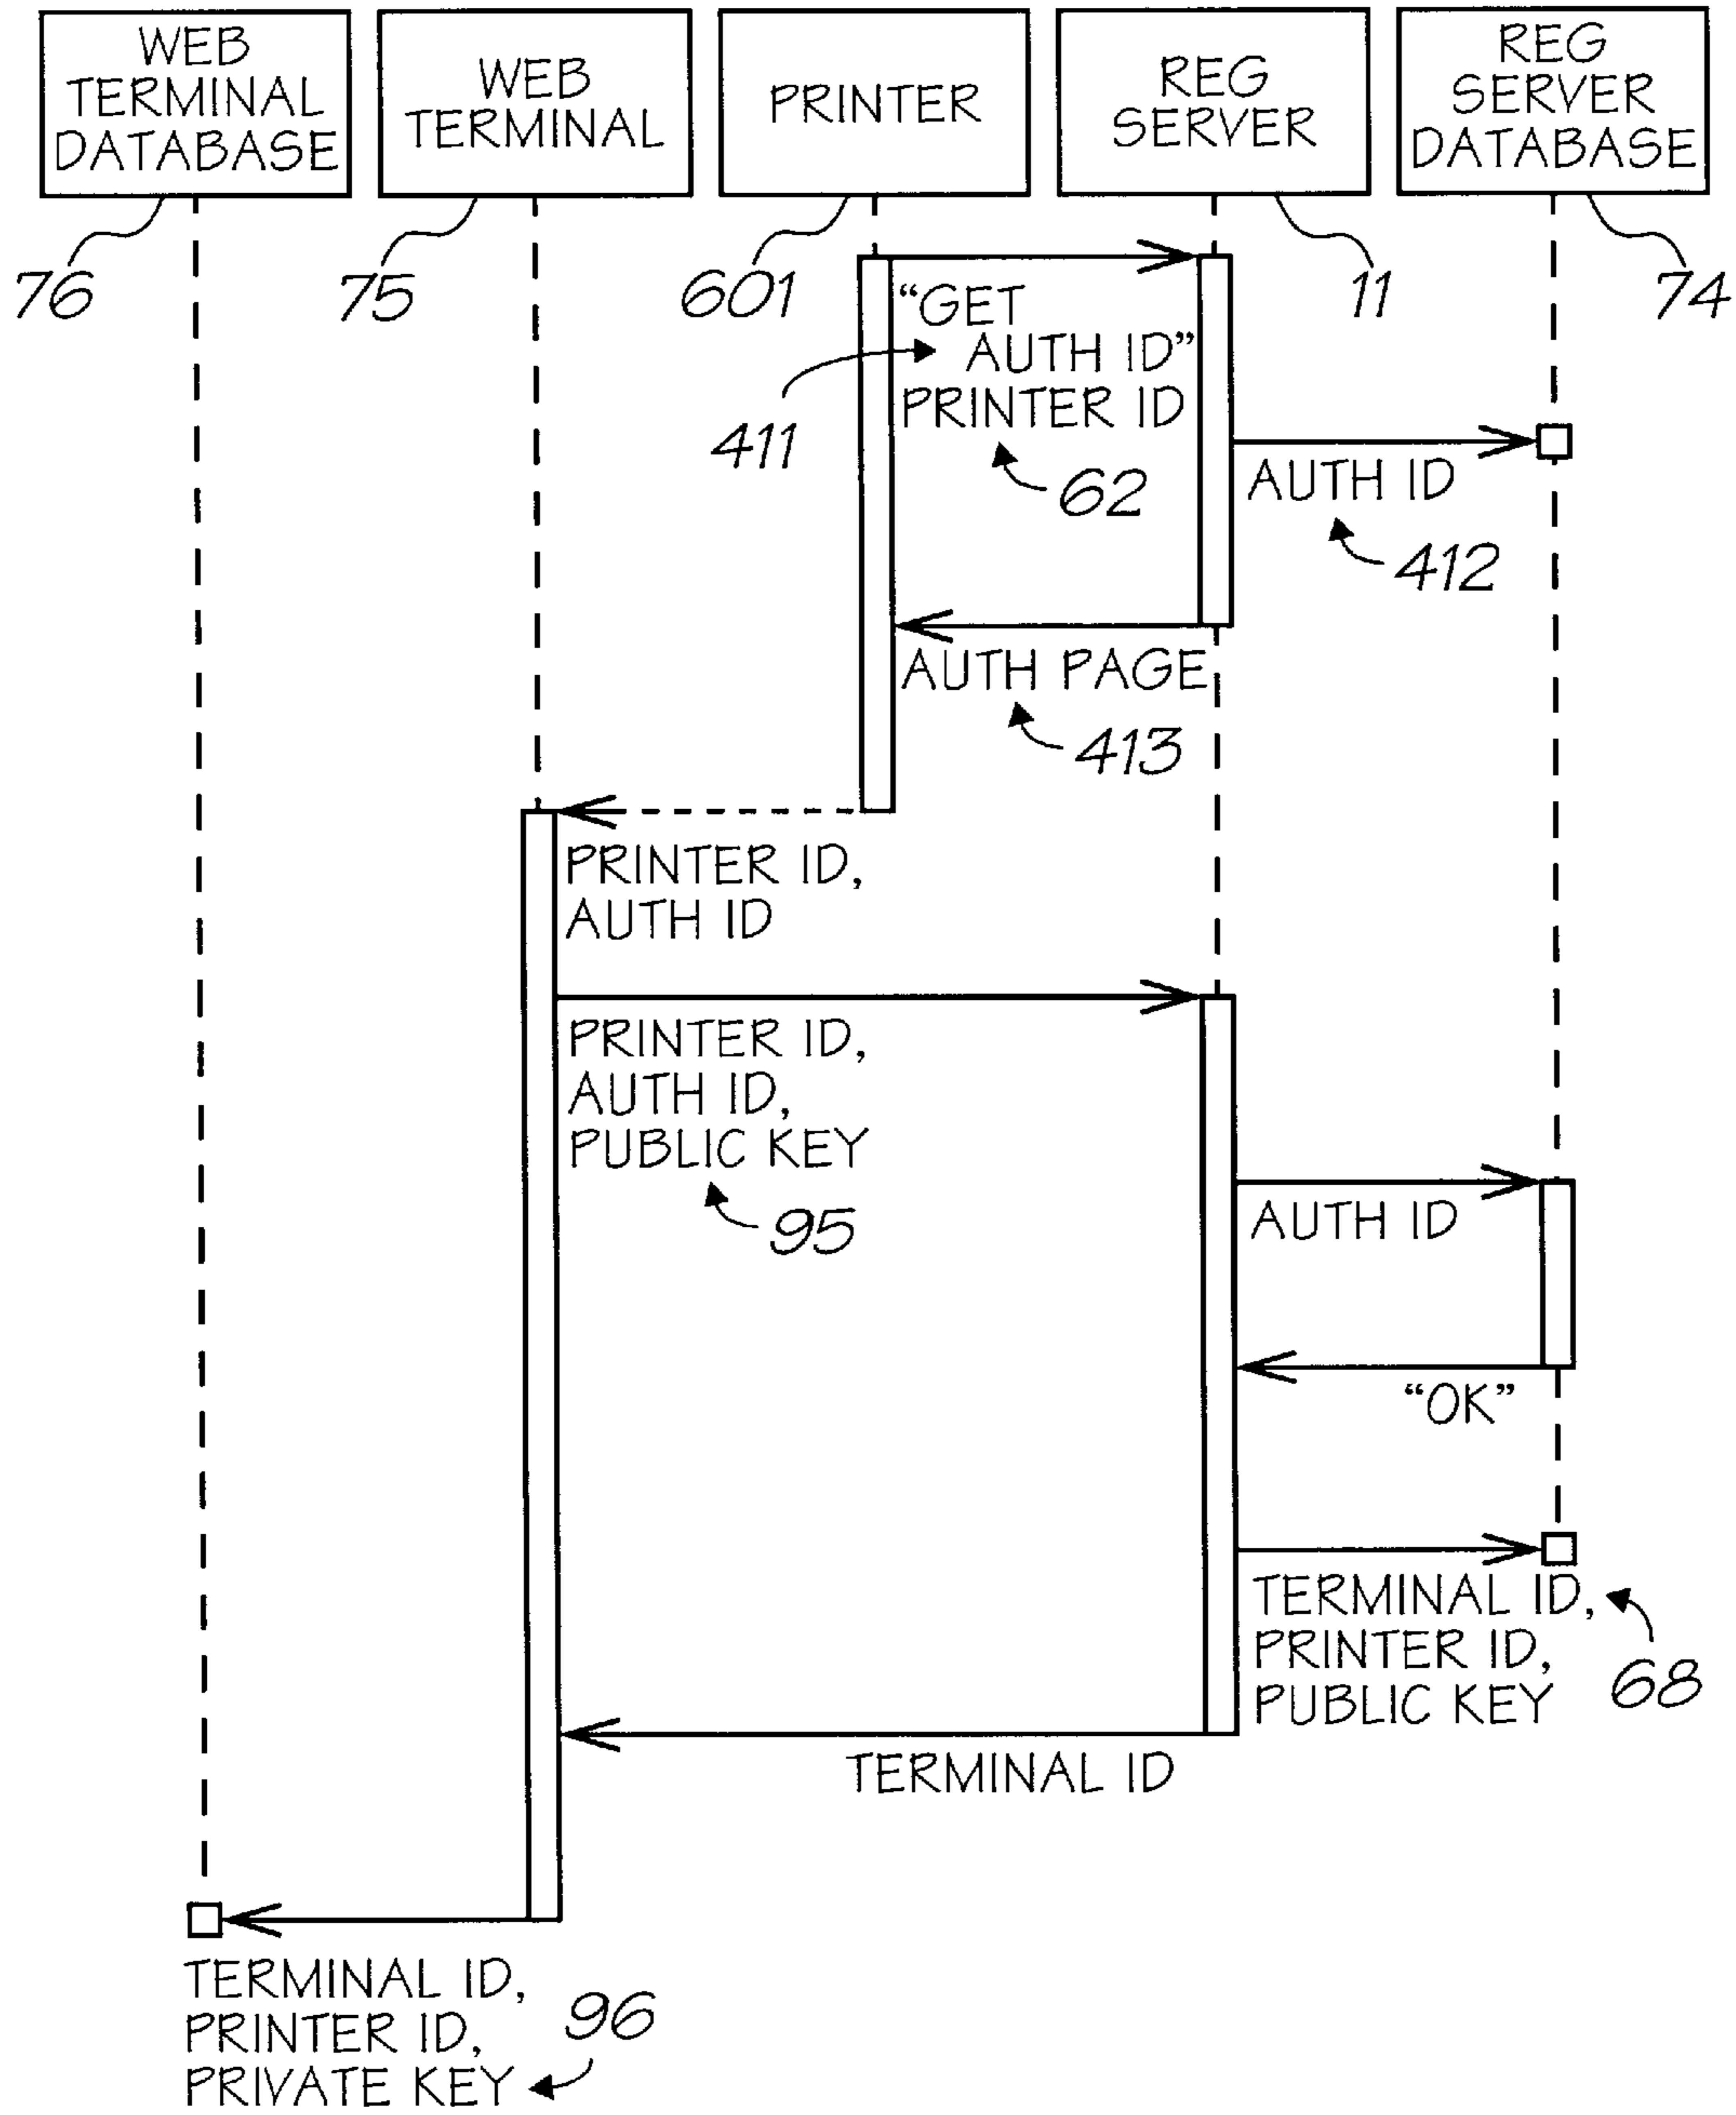 WEB
TERMINAL
DATABASE
WEB
TERMINAL
PRINTER
REG
SERVER
REG
SERVER
DATABASE
76
75
601
11
74
“GET
AUTH ID”
PRINTER ID
411
62
AUTH ID
412
AUTH PAGE
413
PRINTER ID,
AUTH ID
PRINTER ID,
AUTH ID,
PUBLIC KEY
95
AUTH ID
“OK”
TERMINAL ID,
PRINTER ID,
PUBLIC KEY
68
TERMINAL ID
TERMINAL ID,
PRINTER ID,
PRIVATE KEY
96